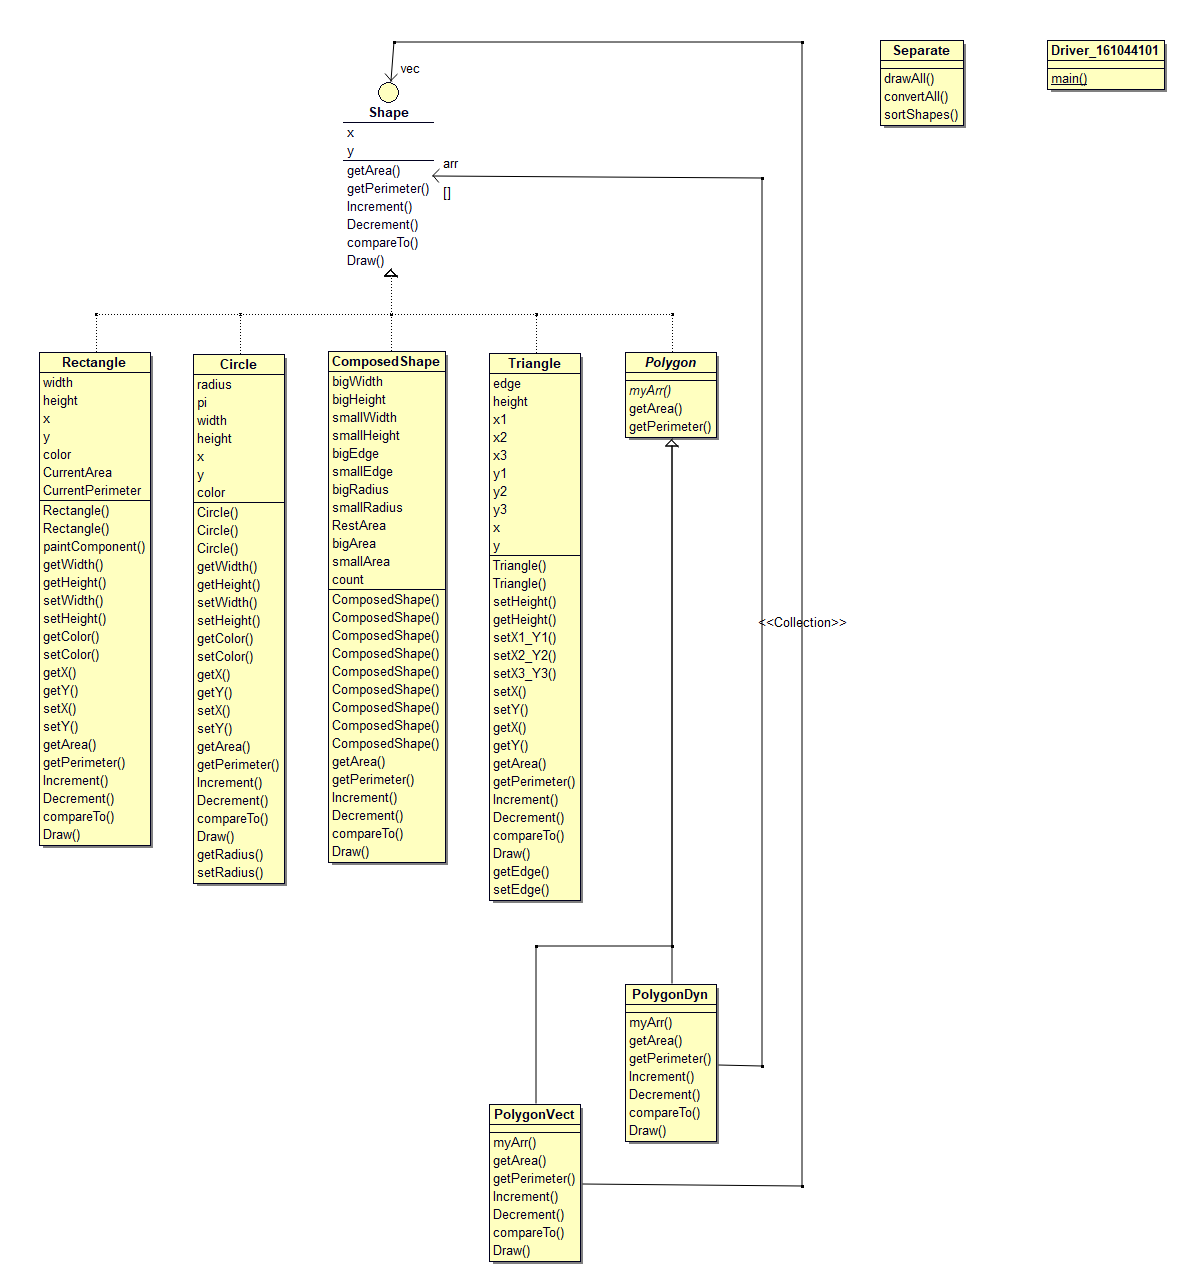 vec
Shape
x
y
getArea()
getPerimeter()
Increment()
Decrement()
compareTo()
Draw()
arr
[]
Separate
drawAll()
convertAll()
sortShapes()
Driver_161044101
main()
Rectangle
width
height
x
y
color
CurrentArea
CurrentPerimeter
Rectangle()
Rectangle()
paintComponent()
getWidth()
getHeight()
setWidth()
setHeight()
getColor()
setColor()
getX()
getY()
setX()
setY()
getArea()
getPerimeter()
Increment()
Decrement()
compareTo()
Draw()
Circle
radius
pi
width
height
x
y
color
Circle()
Circle()
Circle()
getWidth()
getHeight()
setWidth()
setHeight()
getColor()
setColor()
getX()
getY()
setX()
setY()
getArea()
getPerimeter()
Increment()
Decrement()
compareTo()
Draw()
getRadius()
setRadius()
ComposedShape
bigWidth
bigHeight
smallWidth
smallHeight
bigEdge
smallEdge
bigRadius
smallRadius
RestArea
bigArea
smallArea
count
ComposedShape()
ComposedShape()
ComposedShape()
ComposedShape()
ComposedShape()
ComposedShape()
ComposedShape()
ComposedShape()
ComposedShape()
getArea()
getPerimeter()
Increment()
Decrement()
compareTo()
Draw()
Triangle
edge
height
x1
x2
x3
y1
y2
y3
x
y
Triangle()
Triangle()
setHeight()
getHeight()
setX1_Y1()
setX2_Y2()
setX3_Y3()
setX()
setY()
getX()
getY()
getArea()
getPerimeter()
Increment()
Decrement()
compareTo()
Draw()
getEdge()
setEdge()
Polygon
myArr()
getArea()
getPerimeter()
<<Collection>>
PolygonDyn
myArr()
getArea()
getPerimeter()
Increment()
Decrement()
compareTo()
Draw()
PolygonVect
myArr()
getArea()
getPerimeter()
Increment()
Decrement()
compareTo()
Draw()